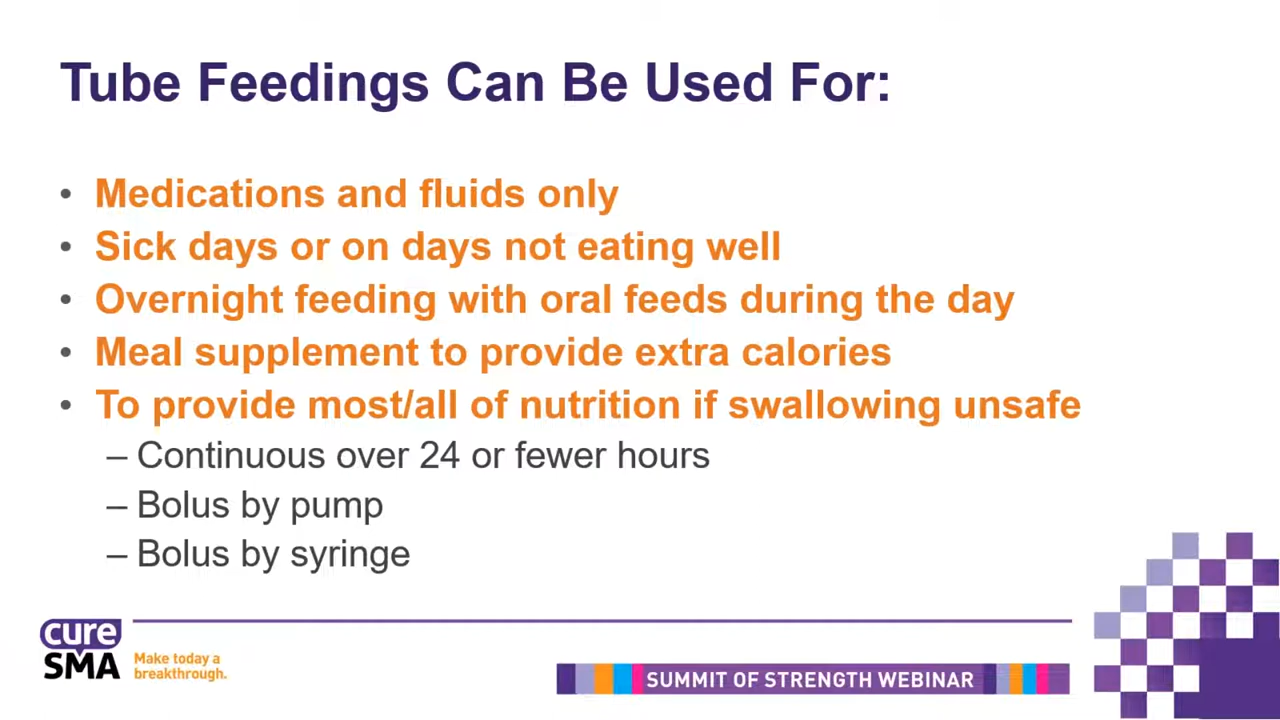 Tube Feedings Can Be Used For:
• Medications and fluids only
• Sick days or on days not eating well
• Overnight feeding with oral feeds during the day
• Meal supplement to provide extra calories
• To provide most/all of nutrition if swallowing unsafe
– Continuous over 24 or fewer hours
– Bolus by pump
– Bolus by syringe
cure
SMA
Make today a
breakthrough.
SUMMIT OF STRENGTH WEBINAR